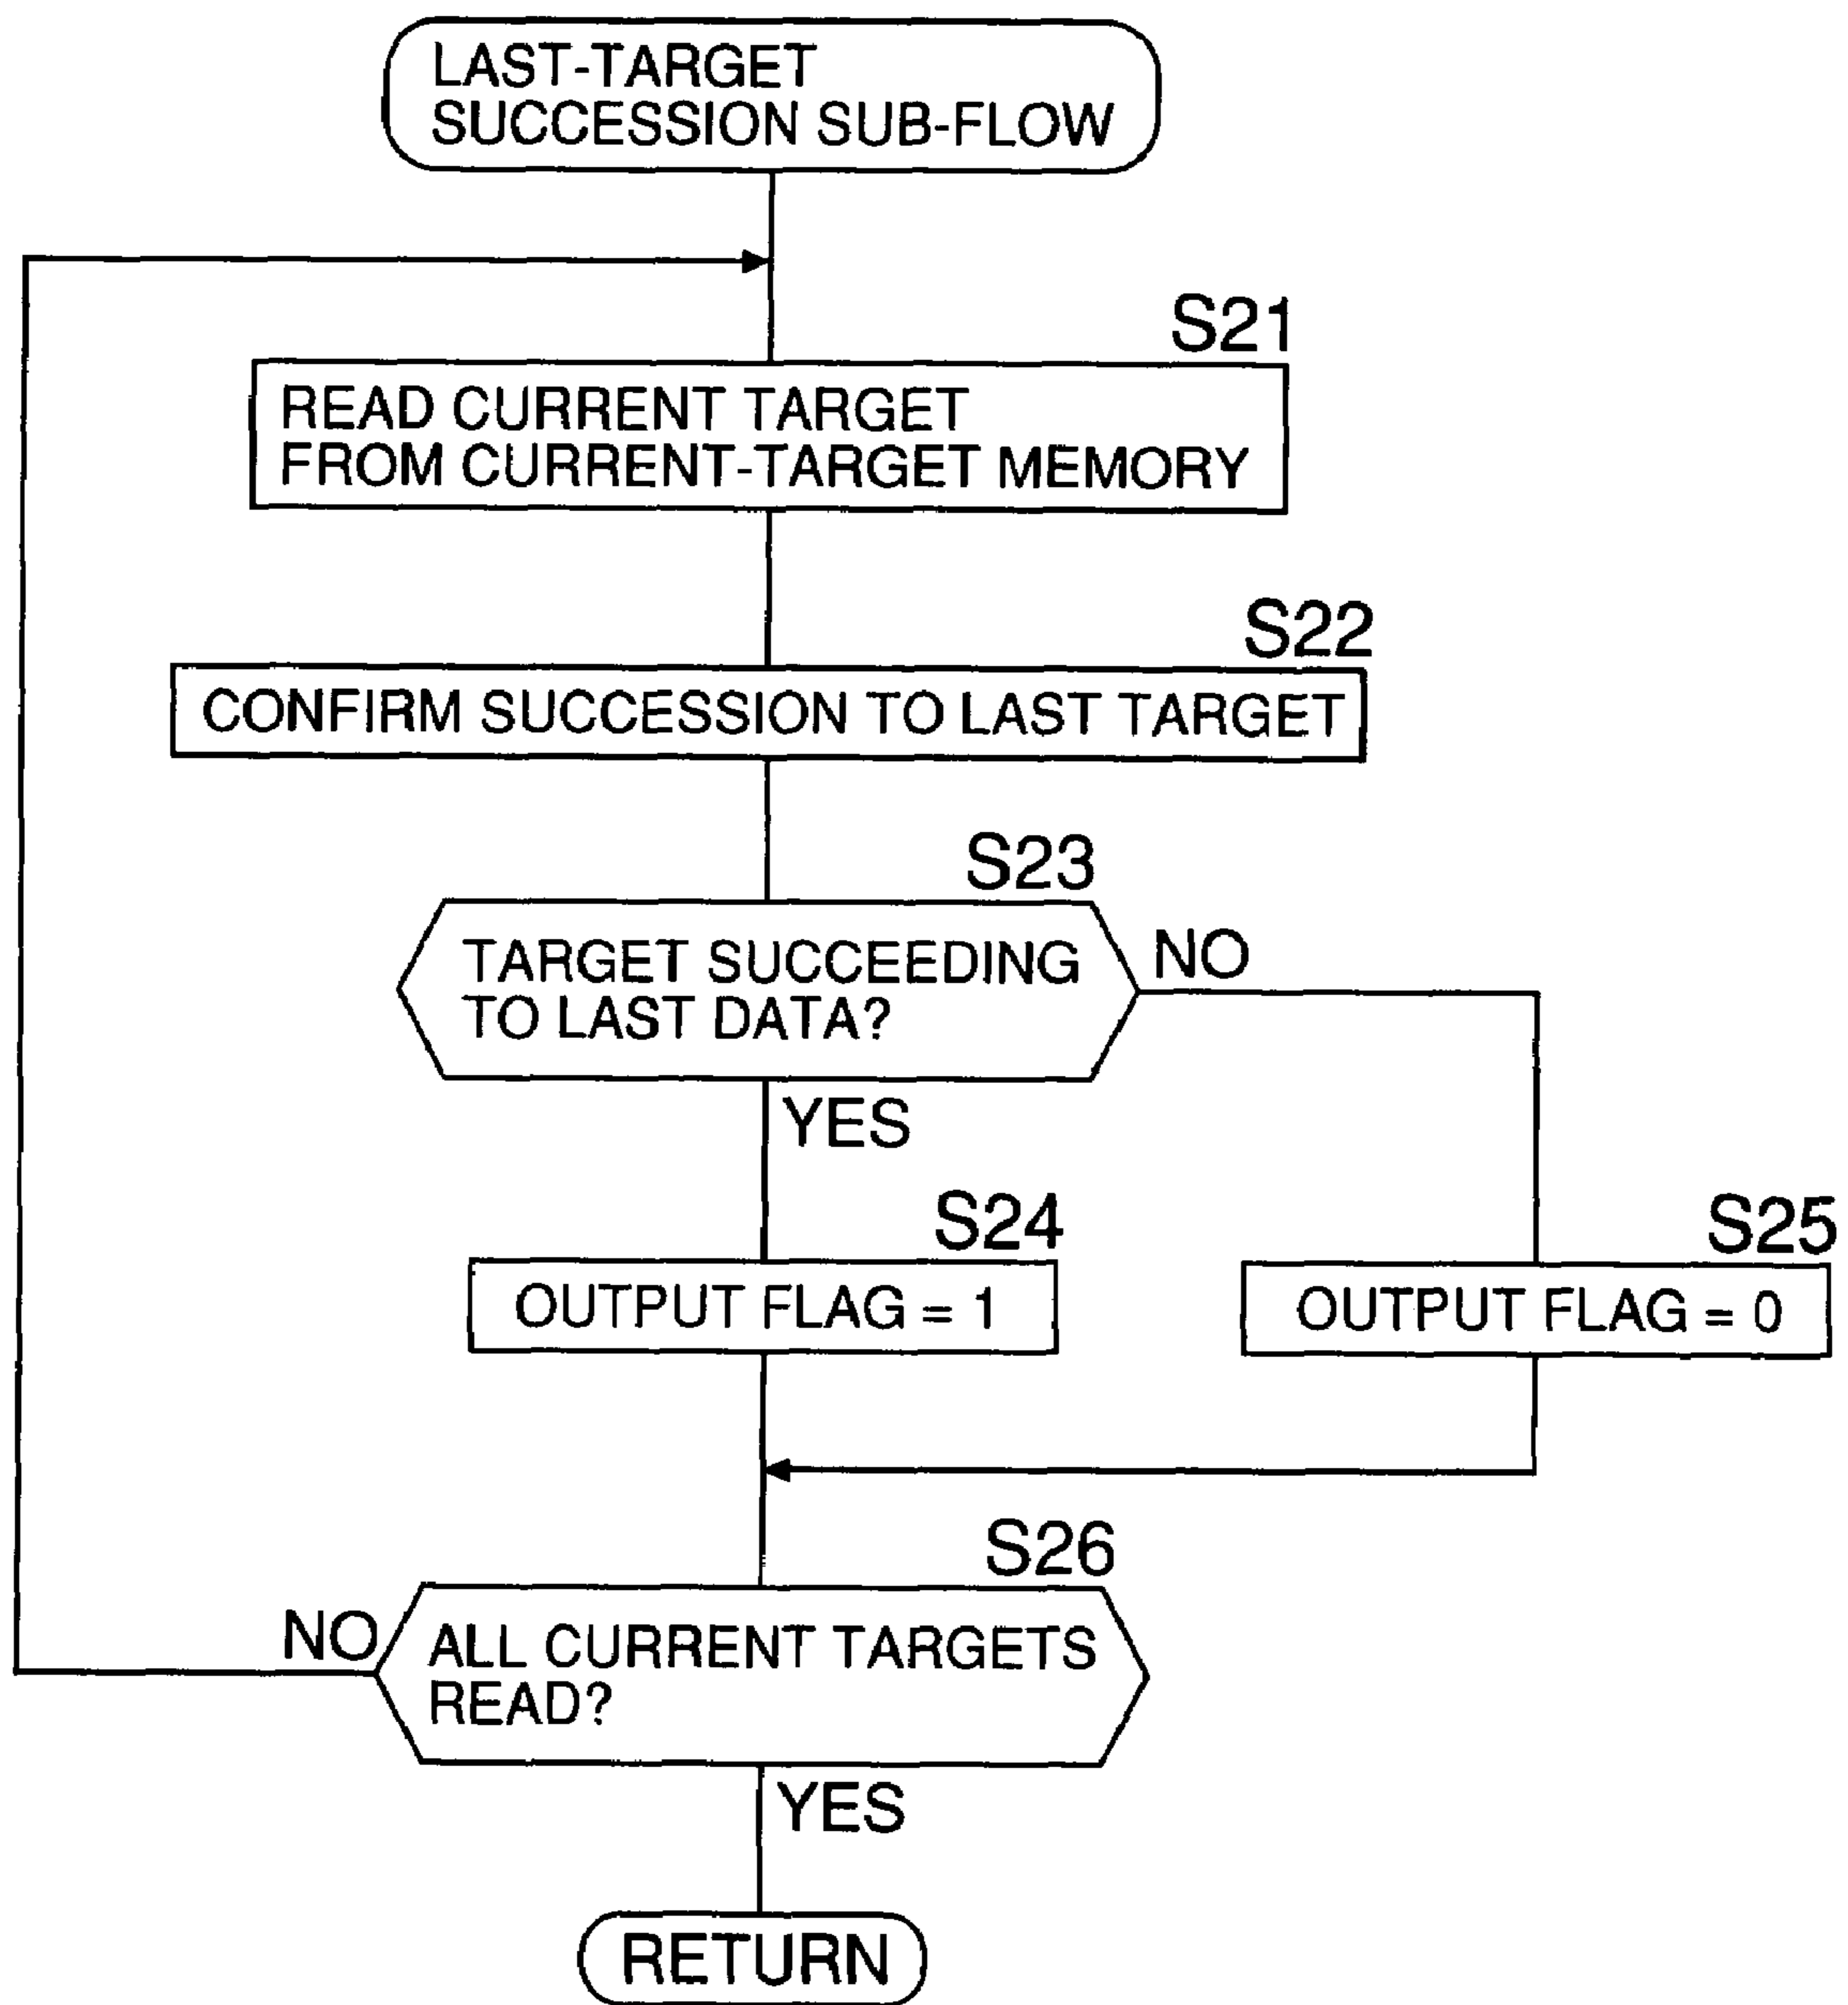 LAST-TARGET
SUCCESSION SUB-FLOW
S21
READ CURRENT TARGET
FROM CURRENT-TARGET MEMORY
S22
CONFIRM SUCCESSION TO LAST TARGET
S23
TARGET SUCCEEDING
TO LAST DATA?
NO
YES
S24
OUTPUT FLAG = 1
S25
OUTPUT FLAG = 0
S26
NO
ALL CURRENT TARGETS
READ?
YES
RETURN